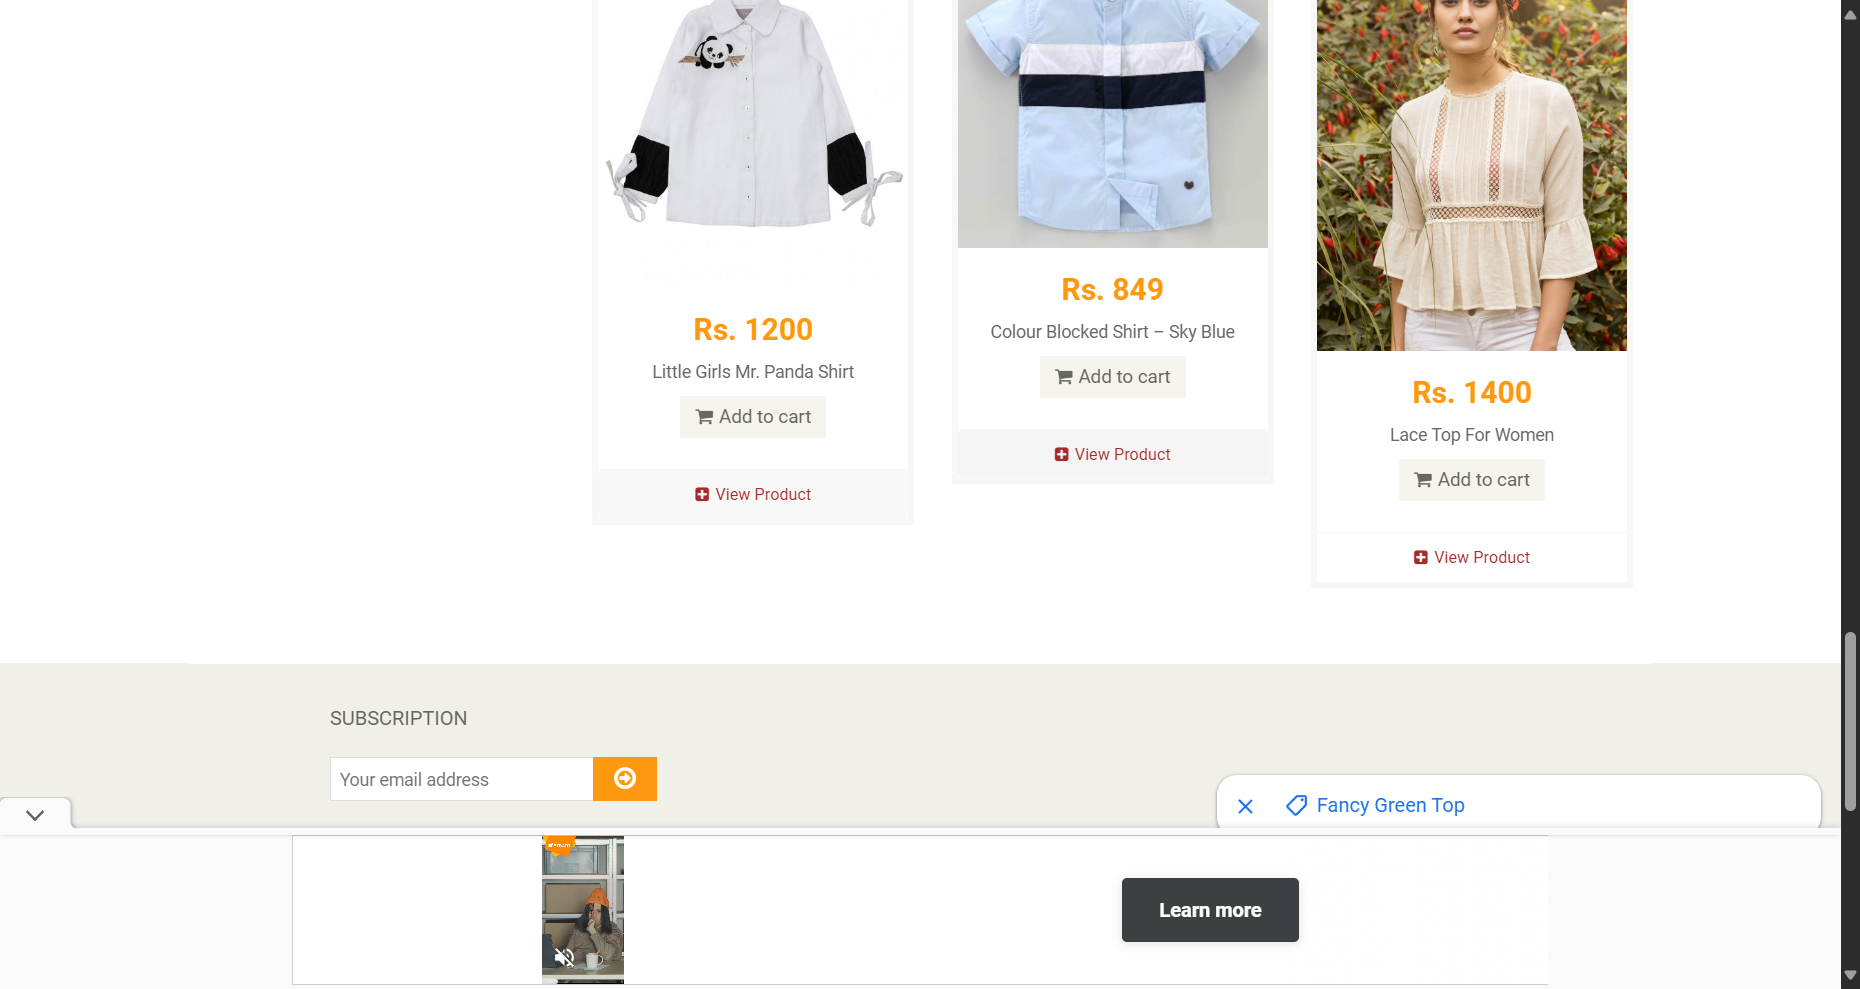 Rs. 1200
Little Girls Mr. Panda Shirt
Add to cart
View Product
Rs. 849
Colour Blocked Shirt – Sky Blue
Add to cart
View Product
Rs. 1400
Lace Top For Women
Add to cart
View Product
SUBSCRIPTION
Your email address
Fancy Green Top
Learn more